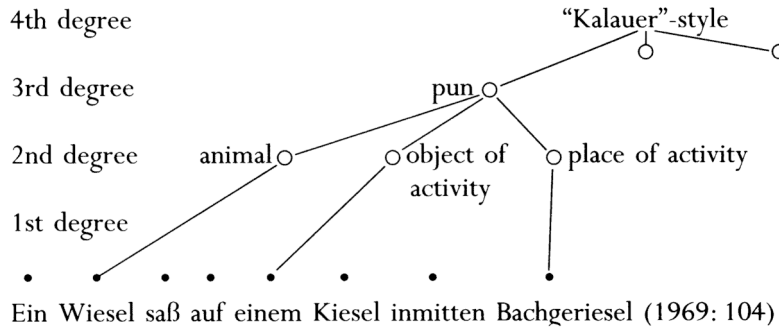 4th degree “Kalauer”-style
3rd degree pun
2nd degree animal object of place of activity
activity
1st degree
Ein Wiesel saß auf einem Kiesel inmitten Bachgeriesel (1969: 104)